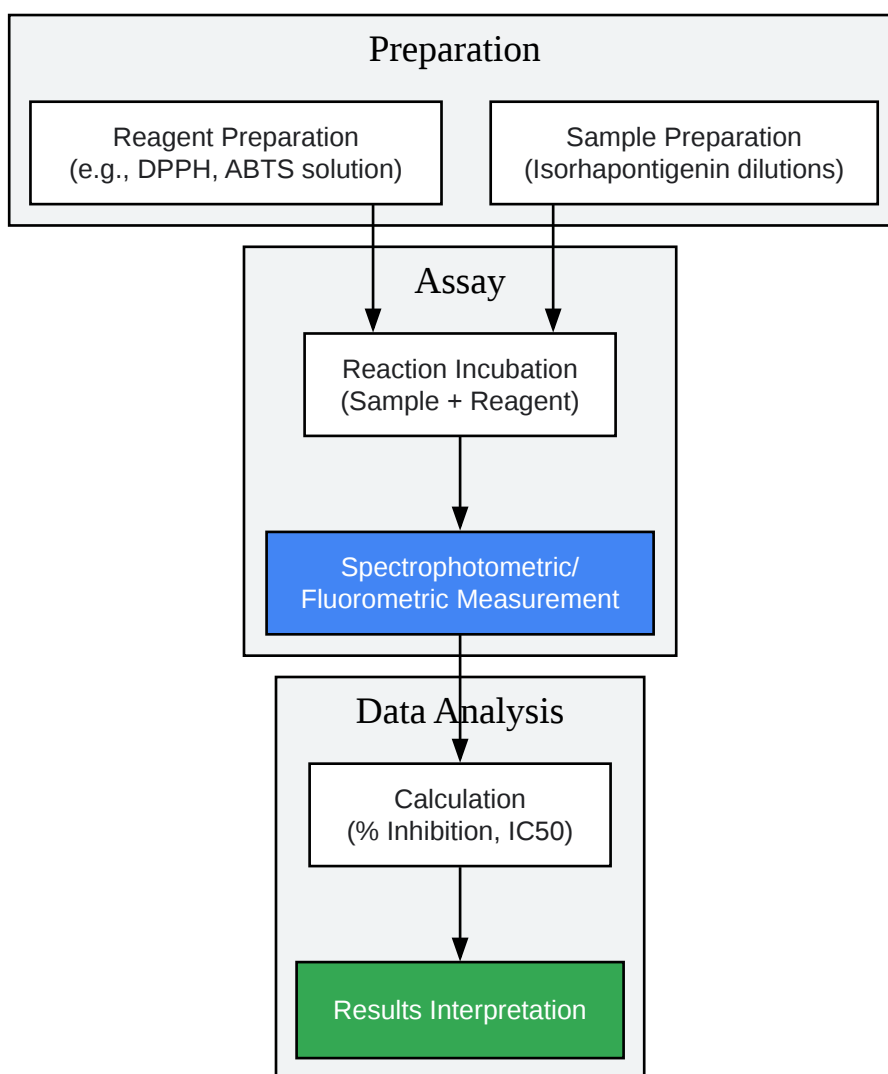 Preparation
Reagent Preparation
(e.g., DPPH, ABTS solution)
Sample Preparation
(Isorhapontigenin dilutions)
Assay
Reaction Incubation
(Sample + Reagent)
Spectrophotometric/
Fluorometric Measurement
Data Analysis
Calculation
(% Inhibition, IC50)
Results Interpretation